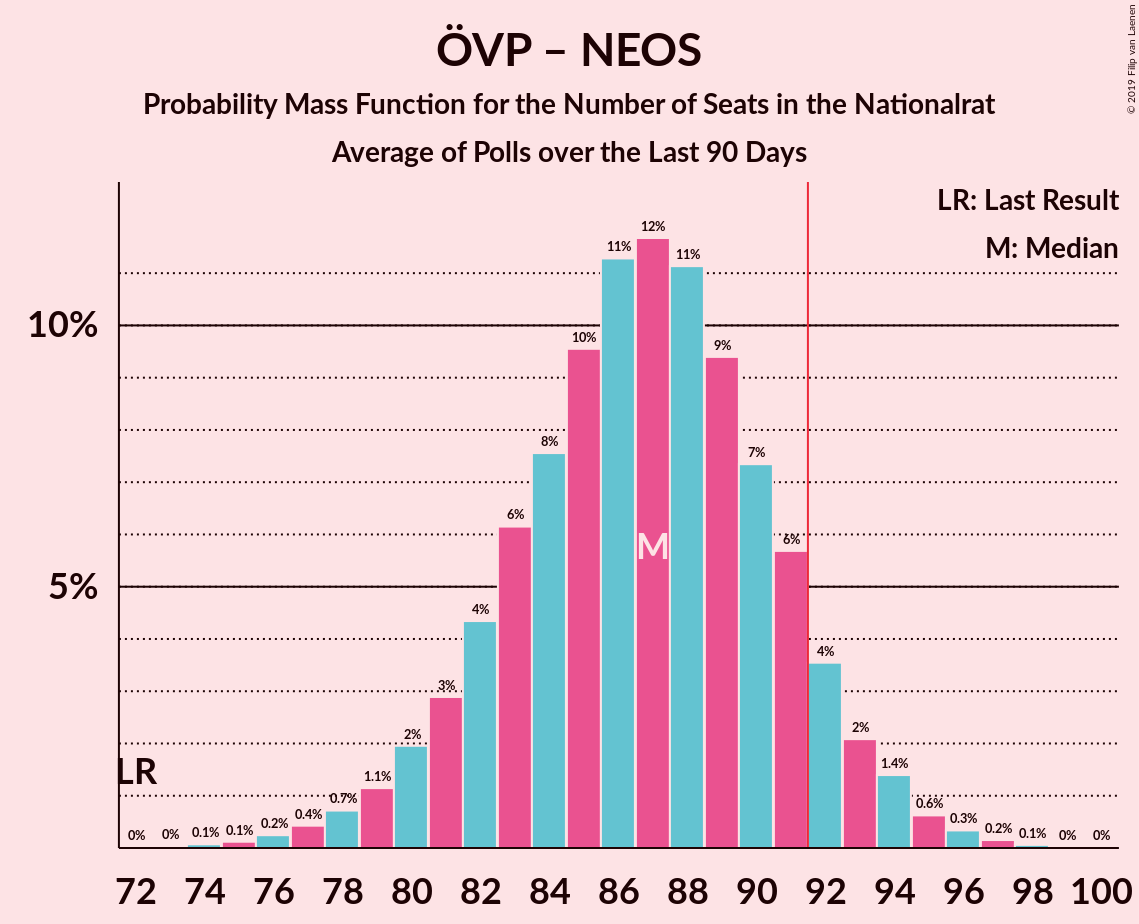 ÖVP – NEOS
Probability Mass Function for the Number of Seats in the Nationalrat
Average of Polls over the Last 90 Days
© 2019 Filip van Laenen
LR: Last Result
M: Median
10%
5%
0% 0% 0.1% 0.1% 0.2% 0.4% 0.7% 1.1% 2% 3% 4% 6% 8% 10% 11% 12% 11% 9% 7% 6% 4% 2% 1.4% 0.6% 0.3% 0.2% 0.1% 0% 0%
M
LR
72 74 76 78 80 82 84 86 88 90 92 94 96 98 100